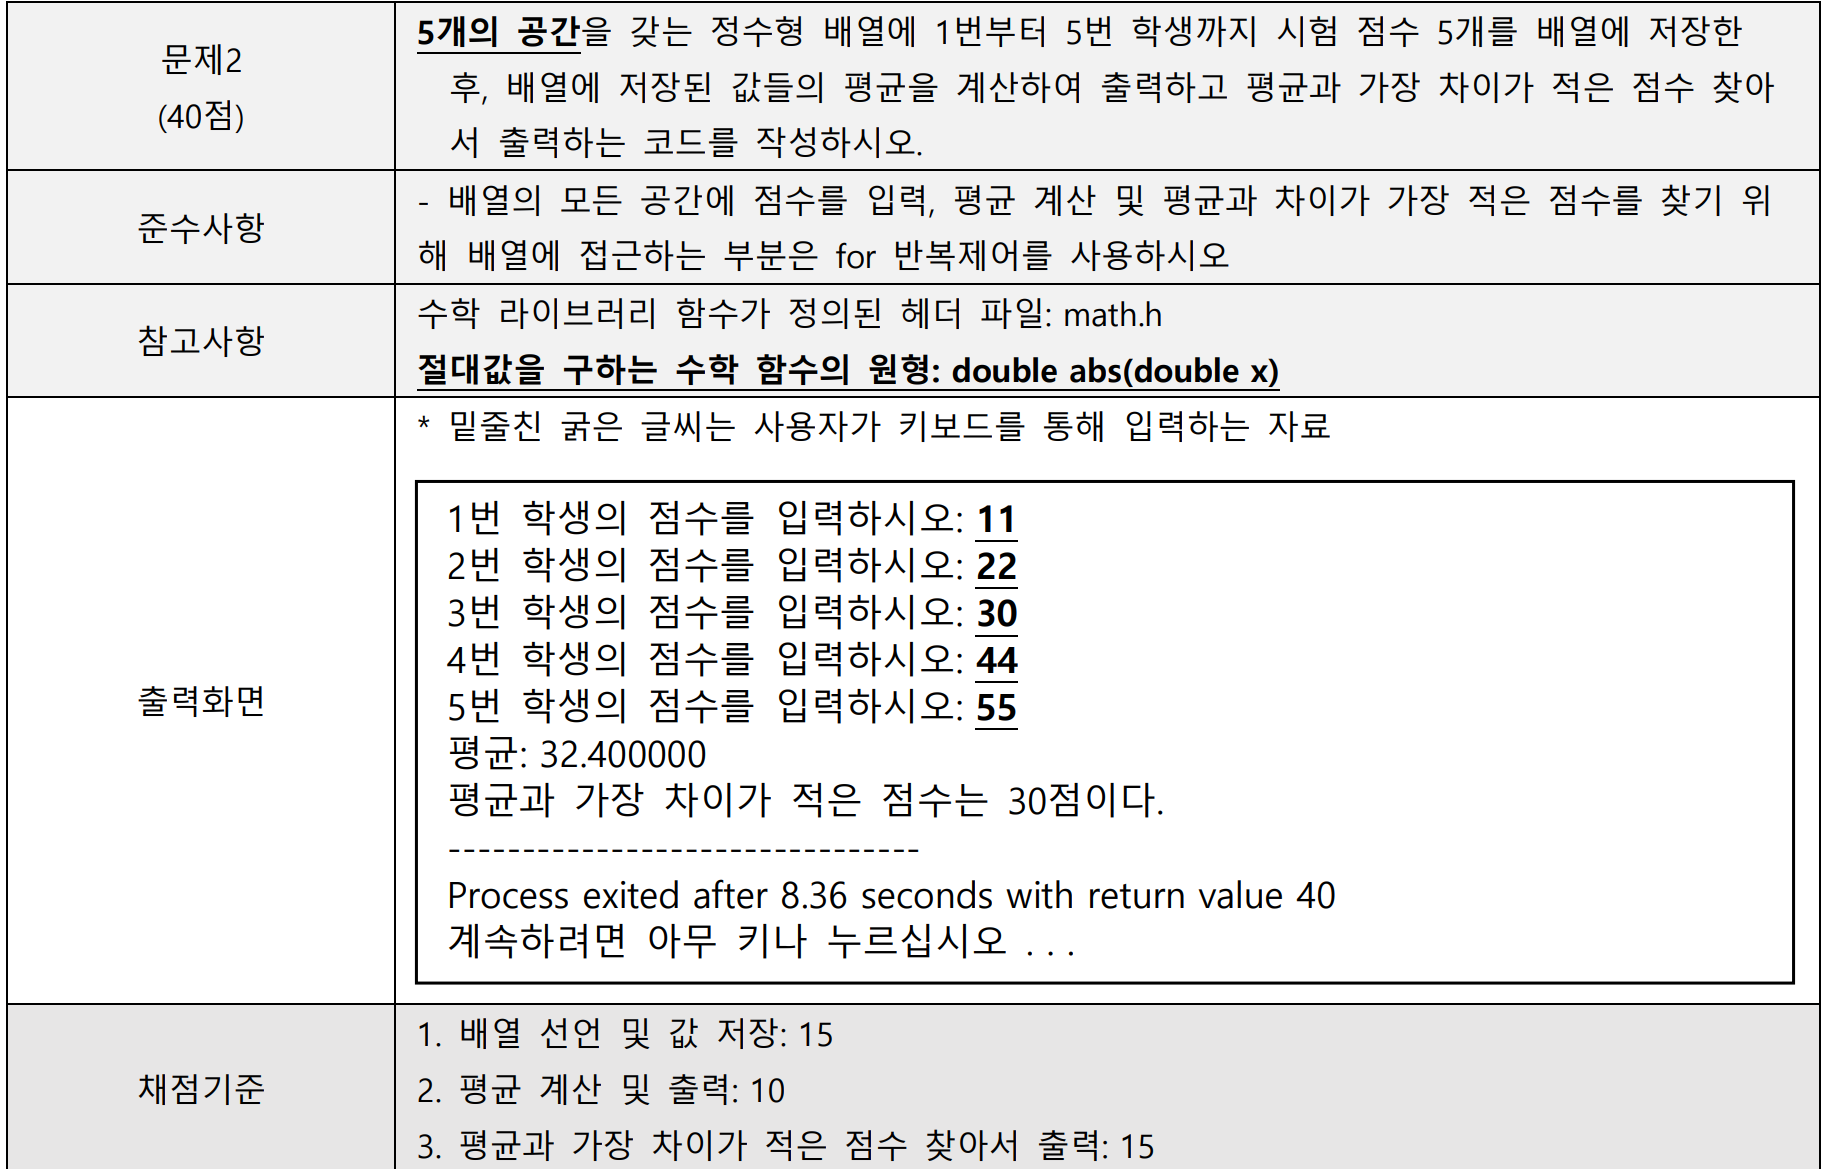 문제2
(40점)
5개의 공간을 갖는 정수형 배열에 1번부터 5번 학생까지 시험 점수 5개를 배열에 저장한
후, 배열에 저장된 값들의 평균을 계산하여 출력하고 평균과 가장 차이가 적은 점수 찾아
서 출력하는 코드를 작성하시오.
준수사항
- 배열의 모든 공간에 점수를 입력, 평균 계산 및 평균과 차이가 가장 적은 점수를 찾기 위
해 배열에 접근하는 부분은 for 반복제어를 사용하시오
참고사항
수학 라이브러리 함수가 정의된 헤더 파일: math.h
절대값을 구하는 수학 함수의 원형: double abs(double x)
출력화면
* 밑줄친 굵은 글씨는 사용자가 키보드를 통해 입력하는 자료
1번 학생의 점수를 입력하시오: 11
2번 학생의 점수를 입력하시오: 22
3번 학생의 점수를 입력하시오: 30
4번 학생의 점수를 입력하시오: 44
5번 학생의 점수를 입력하시오: 55
평균: 32.400000
평균과 가장 차이가 적은 점수는 30점이다.
--------------------------------
Process exited after 8.36 seconds with return value 40
계속하려면 아무 키나 누르십시오 . . .
채점기준
1. 배열 선언 및 값 저장: 15
2. 평균 계산 및 출력: 10
3. 평균과 가장 차이가 적은 점수 찾아서 출력: 15